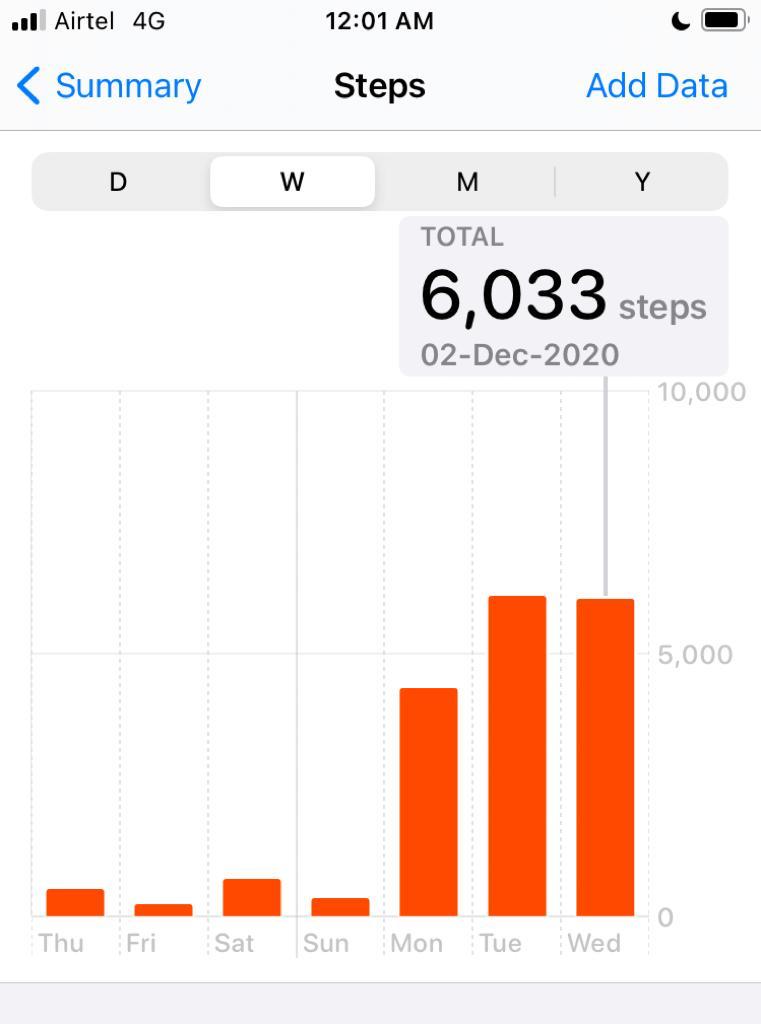 Airtel 4G 12:01 AM
Summary Steps Add Data
D W M Y
TOTAL
6,033 steps
02-Dec-2020
10,000
5,000
0
Thu Fri Sat Sun Mon Tue Wed